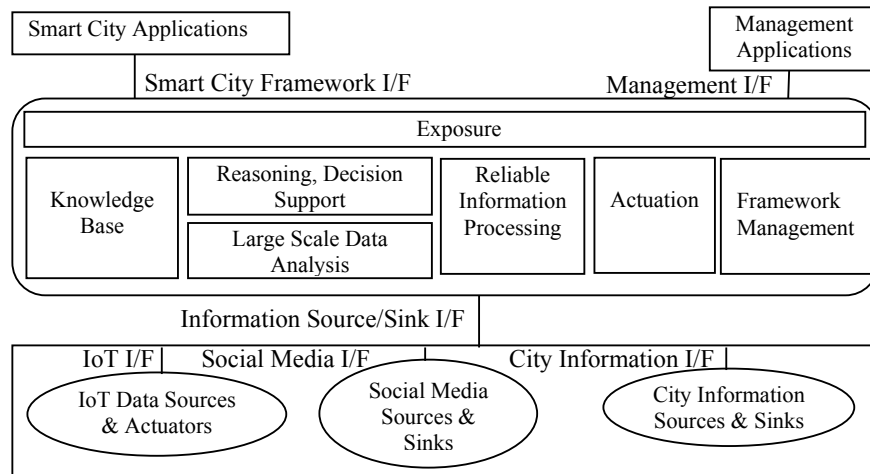 Smart City Applications
Management
Applications
Smart City Framework I/F
Management I/F
Exposure
Knowledge
Base
Reasoning, Decision
Support
Large Scale Data
Analysis
Reliable
Information
Processing
Actuation
Framework
Management
Information Source/Sink I/F
IoT I/F
Social Media I/F
City Information I/F
IoT Data Sources
& Actuators
Social Media
Sources &
Sinks
City Information
Sources & Sinks